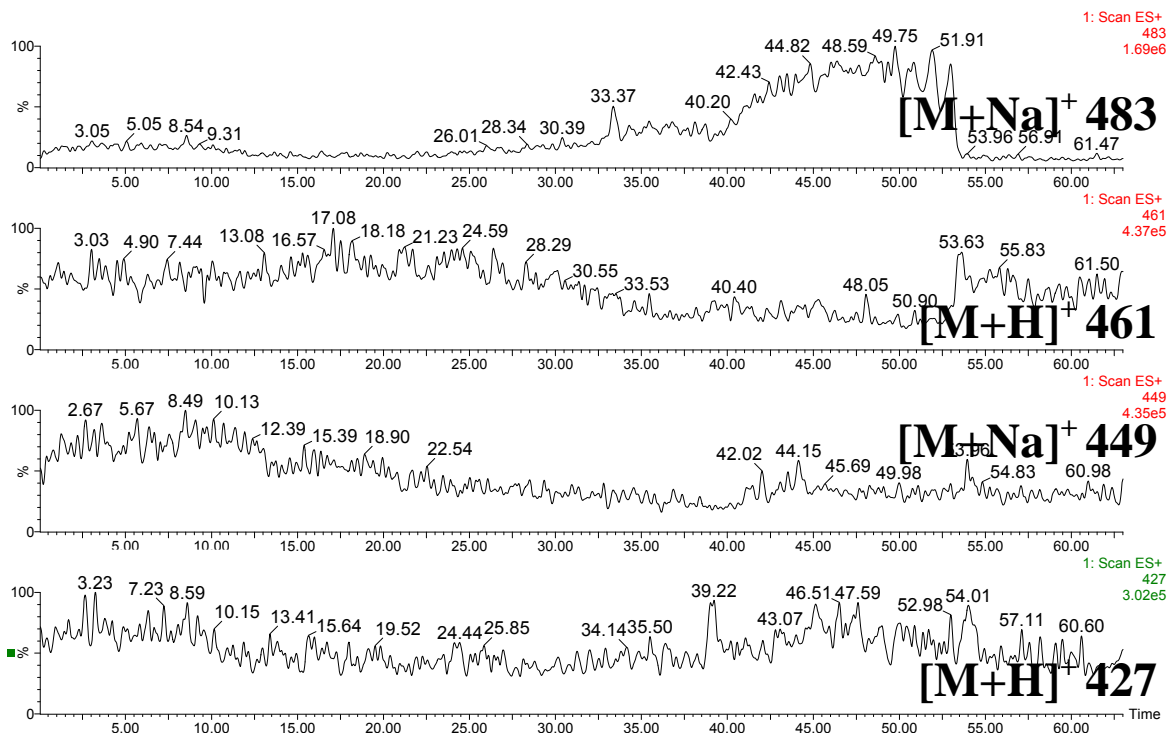 1: Scan ES+
483
1.69e6
100
%
0
3.05 5.05 8.54 9.31 26.01 28.34 30.39 33.37 40.20 42.43 44.82 48.59 49.75 51.91 53.96 56.91 61.47
[M+Na]+ 483
5.00 10.00 15.00 20.00 25.00 30.00 35.00 40.00 45.00 50.00 55.00 60.00
1: Scan ES+
461
4.37e5
100
%
0
3.03 4.90 7.44 13.08 16.57 17.08 18.18 21.23 24.59 28.29 30.55 33.53 40.40 48.05 50.90 53.63 55.83 61.50
[M+H]+ 461
5.00 10.00 15.00 20.00 25.00 30.00 35.00 40.00 45.00 50.00 55.00 60.00
1: Scan ES+
449
4.35e5
100
%
0
2.67 5.67 8.49 10.13 12.39 15.39 18.90 22.54 42.02 44.15 45.69 49.98 54.83 60.98
[M+Na]+ 449
5.00 10.00 15.00 20.00 25.00 30.00 35.00 40.00 45.00 50.00 55.00 60.00
1: Scan ES+
427
3.02e5
100
%
0
3.23 7.23 8.59 10.15 13.41 15.64 19.52 24.44 25.85 34.14 35.50 39.22 43.07 46.51 47.59 52.98 54.01 57.11 60.60
[M+H]+ 427
Time
5.00 10.00 15.00 20.00 25.00 30.00 35.00 40.00 45.00 50.00 55.00 60.00